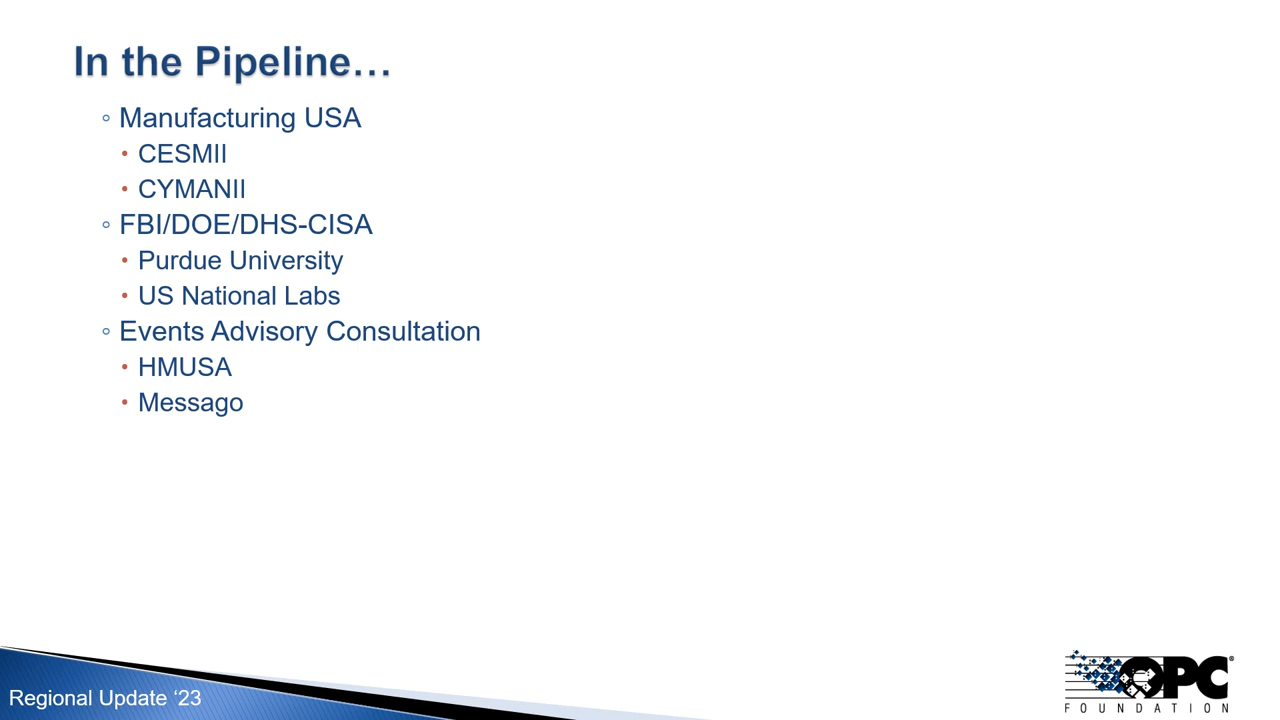 In the Pipeline…
◦ Manufacturing USA
• CESMII
• CYMANII
◦ FBI/DOE/DHS-CISA
• Purdue University
• US National Labs
◦ Events Advisory Consultation
• HMUSA
• Messago
Regional Update ‘23
OPC®
FOUNDATION